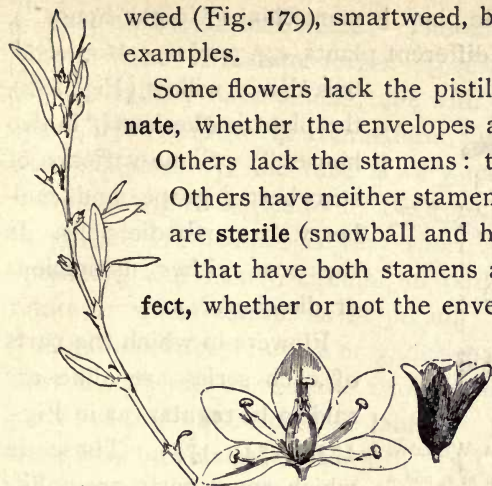 weed (Fig. 179), smartweed, b
examples.
Some flowers lack the pistil
nate, whether the envelopes a
Others lack the stamens: t
Others have neither stamen
are sterile (snowball and h
that have both stamens a
fect, whether or not the enve